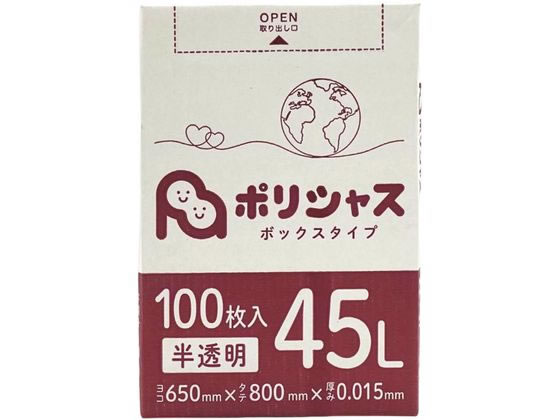 OPEN
取り出し口
ポリシャス
ボックスタイプ
100枚入 45L
半透明
ヨコ650mm×タテ800mm×厚み0.015mm